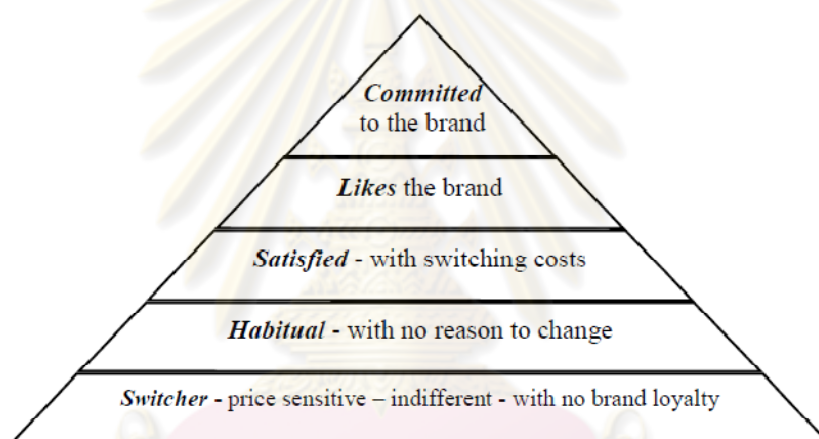 Committed
to the brand
Likes the brand
Satisfied - with switching costs
Habitual - with no reason to change
Switcher - price sensitive – indifferent - with no brand loyalty